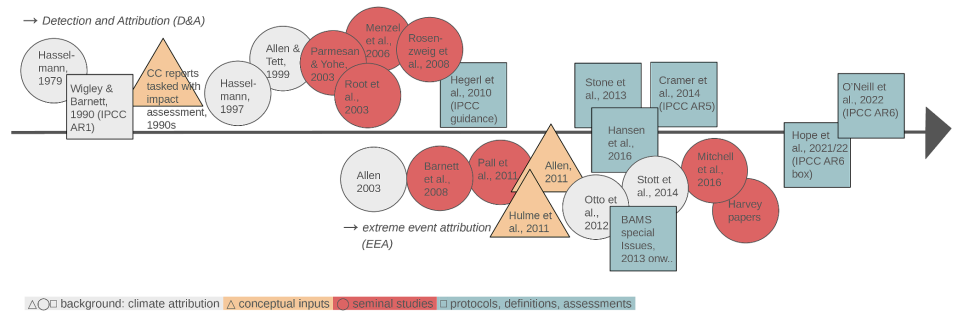 → Detection and Attribution (D&A)
Hassel-
mann,
1979
Wigley &
Barnett,
1990 (IPCC
AR1)
CC reports
tasked with
impact
assessment,
1990s
Hassel-
mann,
1997
Allen &
Tett,
1999
Parmesan
& Yohe,
2003
Menzel
et al.,
2006
Root et
al.,
2003
Rosen-
zweig et
al., 2008
Hegerl et
al., 2010
(IPCC
guidance)
Stone et
al., 2013
Cramer et
al., 2014
(IPCC AR5)
Hansen
et al.,
2016
O'Neill et
al., 2022
(IPCC AR6)
Hope et
al., 2021/22
(IPCC AR6
box)
Allen
2003
Barnett
et al.,
2008
Pall et
al., 2011
Allen,
2011
Hulme et
al., 2011
Otto et
al.,
2012
Stott et
al., 2014
BAMS
special
Issues,
2013 onw..
Mitchell
et al.,
2016
Harvey
papers
→ extreme event attribution
(EEA)
△◯□ background: climate attribution △ conceptual inputs ◯ seminal studies □ protocols, definitions, assessments